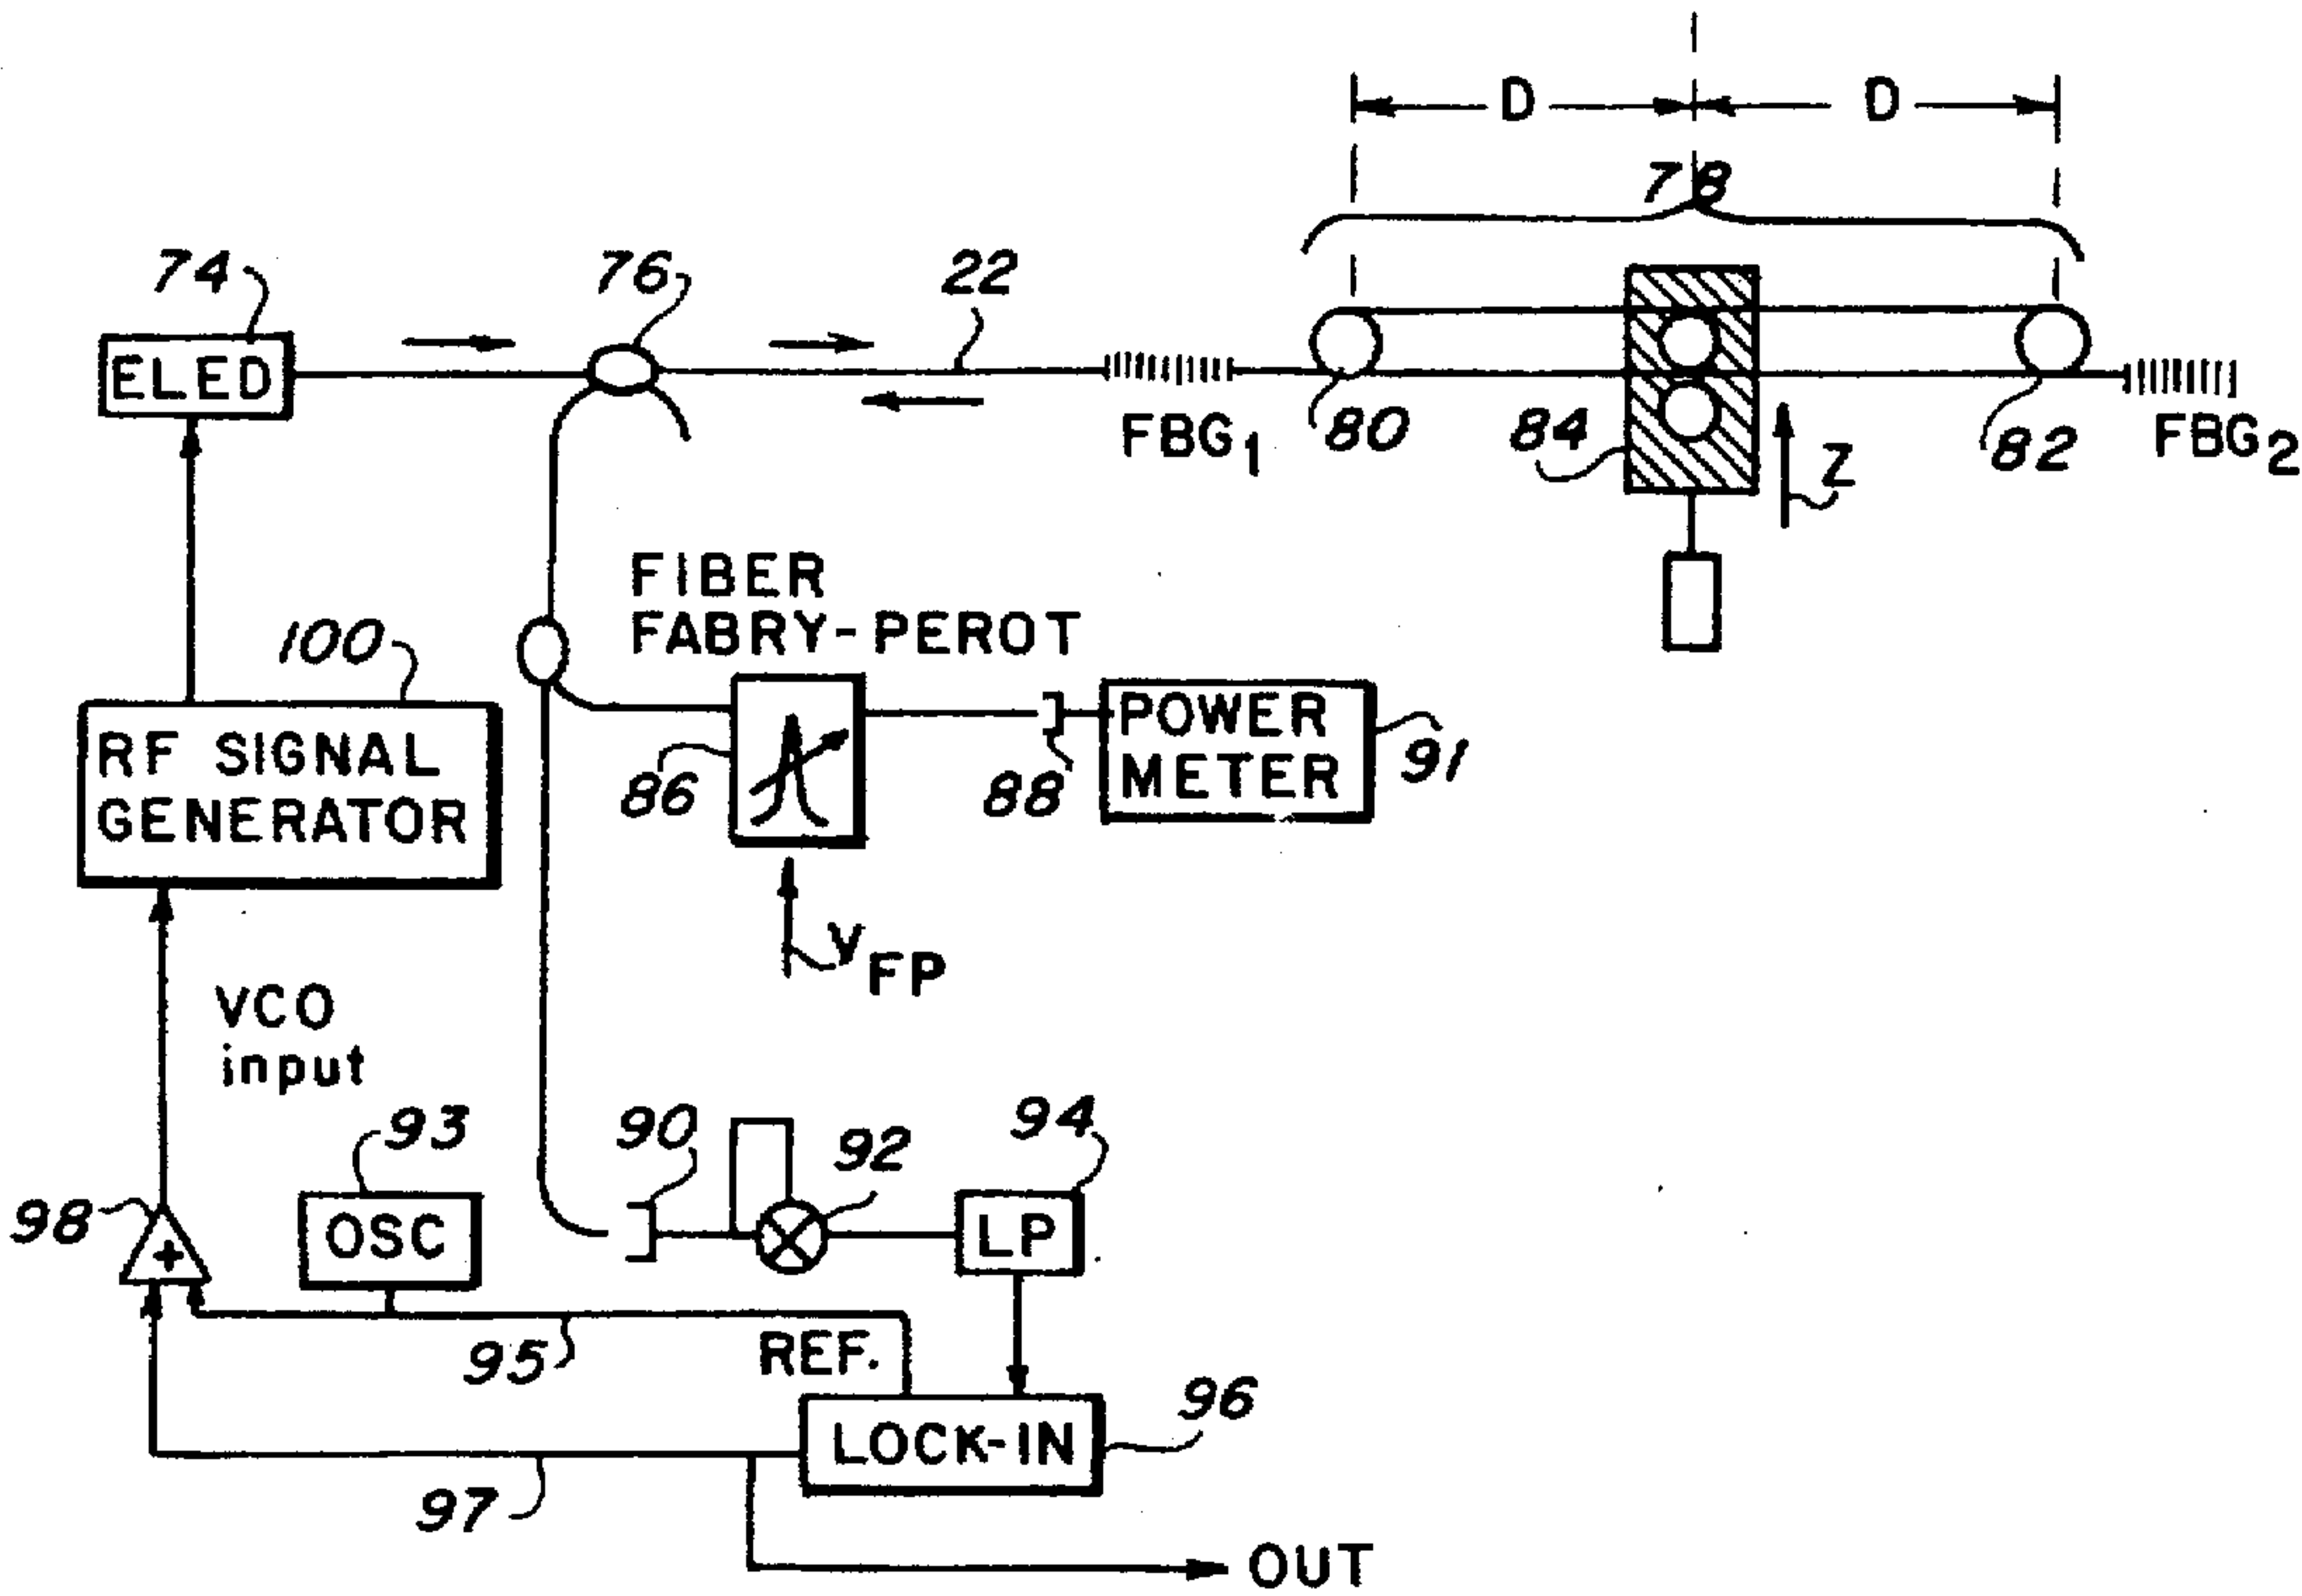 D D
78
74 76 22
ELED
FBG1 80 84 Z 82 FBG2
FIBER
FABRY-PEROT
100
RF SIGNAL
GENERATOR
86
88
POWER
METER
91
VFP
VCO
input
93 90 92 94
98
OSC
LP
95
REF.
96
LOCK-IN
97
OUT